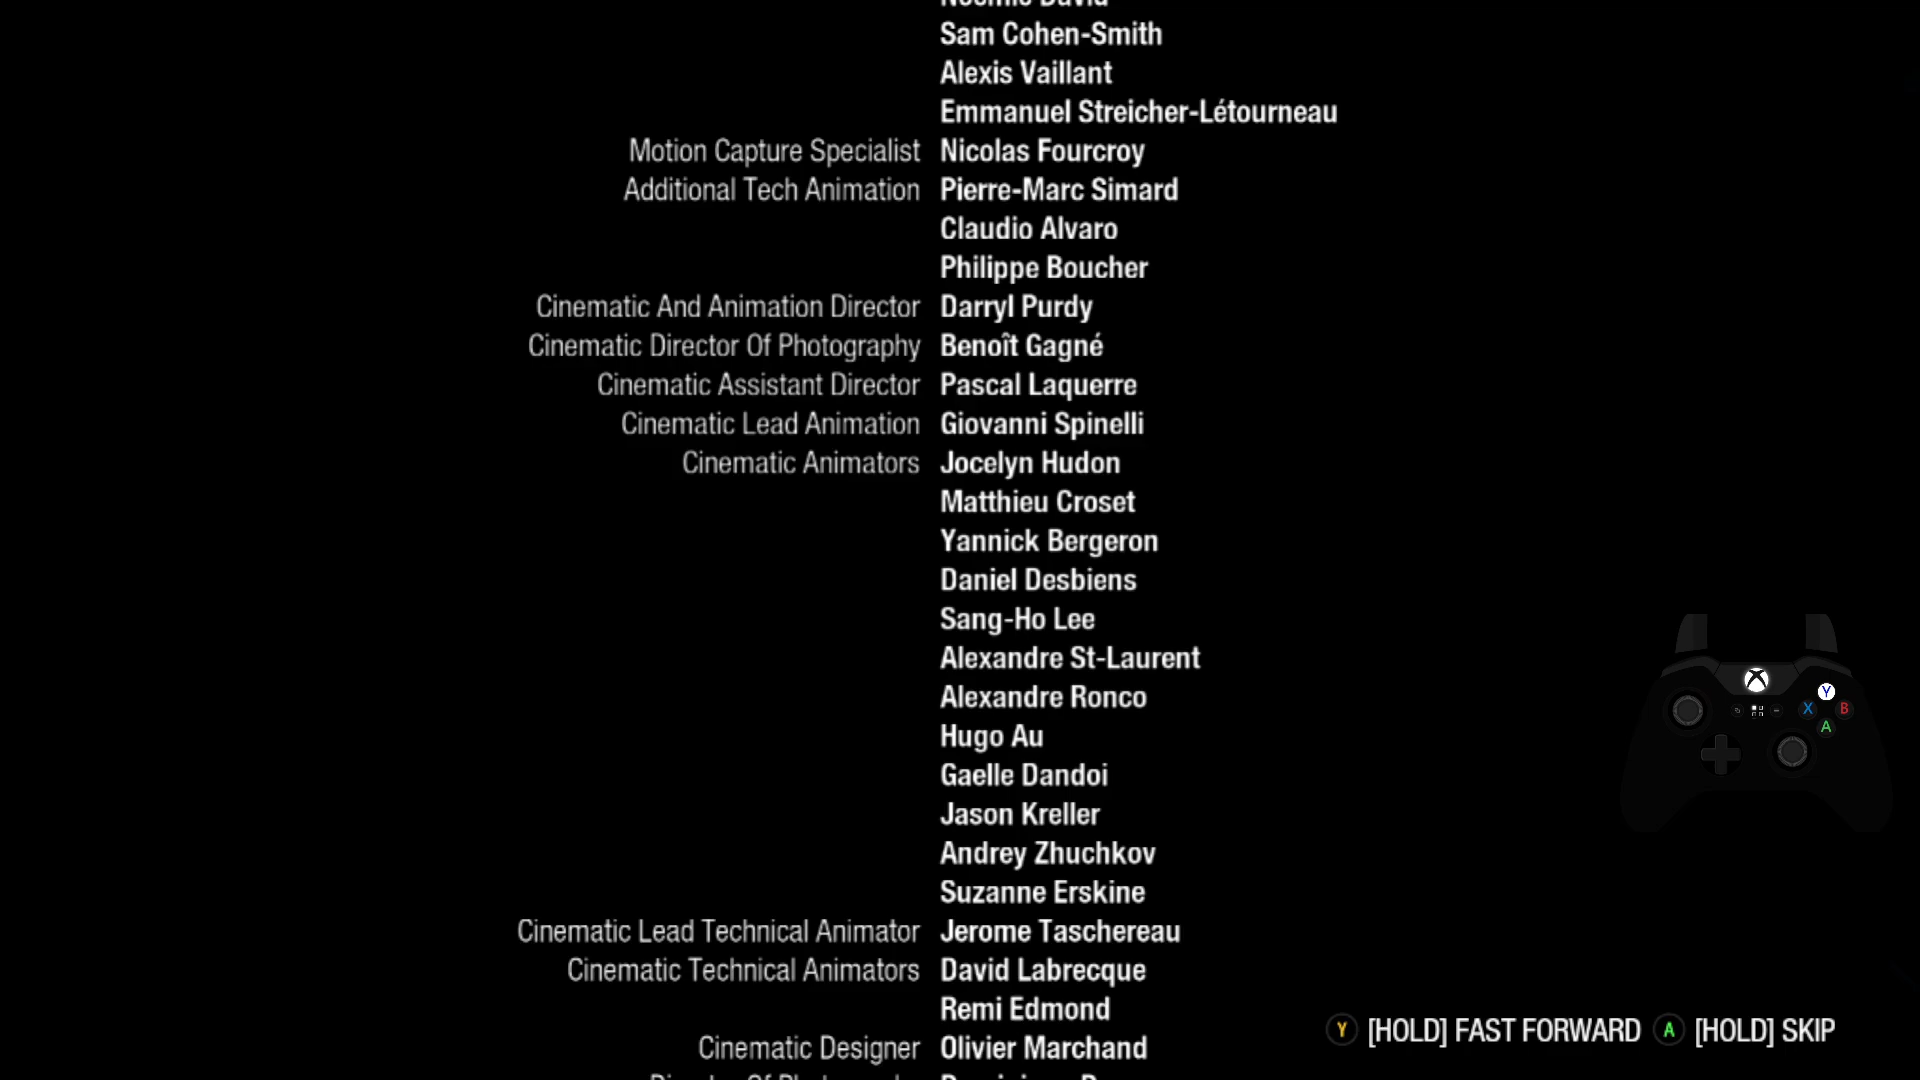 Sam Cohen-Smith
Alexis Vaillant
Emmanuel Streicher-Létourneau
Motion Capture Specialist Nicolas Fourcroy
Additional Tech Animation Pierre-Marc Simard
Claudio Alvaro
Philippe Boucher
Cinematic And Animation Director Darryl Purdy
Cinematic Director Of Photography Benoît Gagné
Cinematic Assistant Director Pascal Laquerre
Cinematic Lead Animation Giovanni Spinelli
Cinematic Animators Jocelyn Hudon
Matthieu Croset
Yannick Bergeron
Daniel Desbiens
Sang-Ho Lee
Alexandre St-Laurent
Alexandre Ronco
Hugo Au
Gaelle Dandoi
Jason Kreller
Andrey Zhuchkov
Suzanne Erskine
Cinematic Lead Technical Animator Jerome Taschereau
Cinematic Technical Animators David Labrecque
Remi Edmond
Cinematic Designer Olivier Marchand
Y
X B
A
Y [HOLD] FAST FORWARD A [HOLD] SKIP